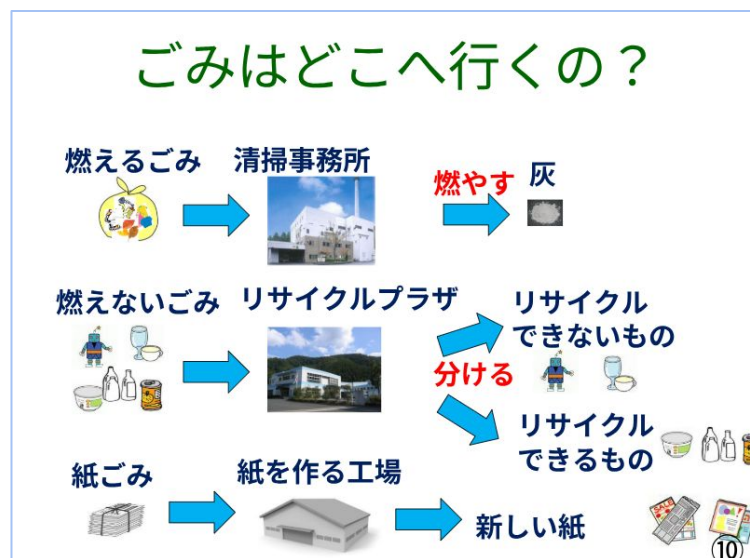 ごみはどこへ行くの？
燃えるごみ
清掃事務所
燃やす
灰
燃えないごみ
リサイクルプラザ
分ける
リサイクル
できないもの
リサイクル
できるもの
紙ごみ
紙を作る工場
新しい紙
SALE
⑩